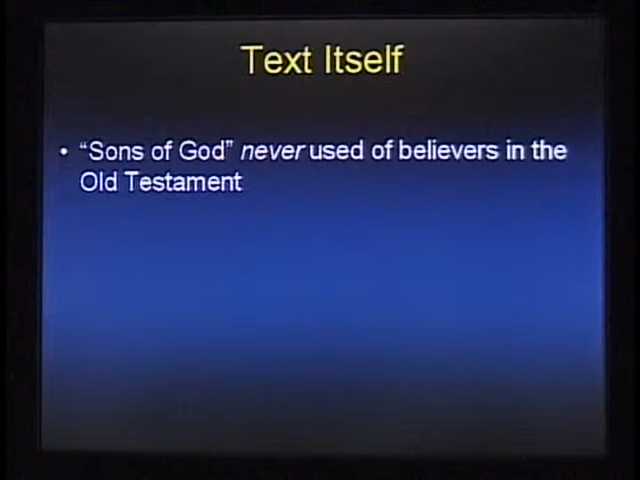 Text Itself
• “Sons of God” never used of believers in the
Old Testament